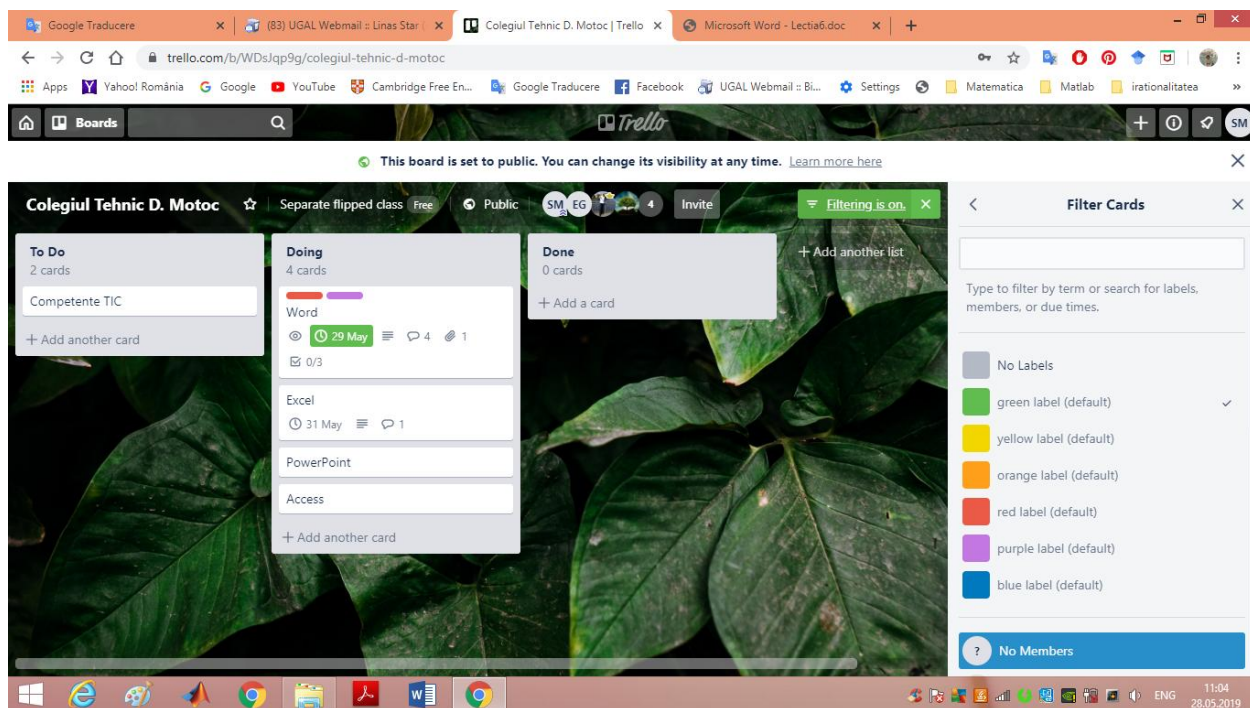 Google Traducere
(83) UGAL Webmail :: Linas Star (
Colegiul Tehnic D. Motoc | Trello
Microsoft Word - Lectia6.doc
trello.com/b/WDsJqp9g/colegiul-tehnic-d-motoc
Apps Yahoo! România Google YouTube Cambridge Free En... Google Traducere Facebook UGAL Webmail :: Bi... Settings Matematica Matlab irationalitatea »
Boards Trello SM
This board is set to public. You can change its visibility at any time. Learn more here
Colegiul Tehnic D. Motoc Separate flipped class Free Public SM EG 4 Invite Filtering is on.
Filter Cards
To Do
2 cards
Competente TIC
+ Add another card
Doing
4 cards
Word
29 May 4 1
0/3
Excel
31 May 1
PowerPoint
Access
+ Add another card
Done
0 cards
+ Add a card
+ Add another list
Type to filter by term or search for labels,
members, or due times.
No Labels
green label (default)
yellow label (default)
orange label (default)
red label (default)
purple label (default)
blue label (default)
? No Members
ENG
11:04
28.05.2019